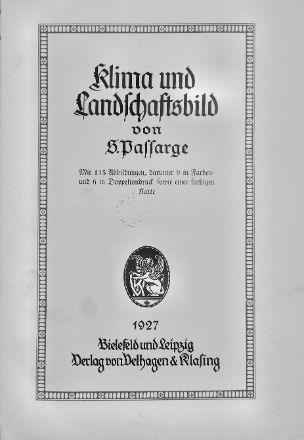 Klima und
Landschaftsbild
von
S. Passarge
Mit 115 Abbildungen, darunter 9 in Farben-
und 6 in Doppeltondruck sowie einer farbigen
Karte
1927
Bielefeld und Leipzig
Verlag von Velhagen & Klasing